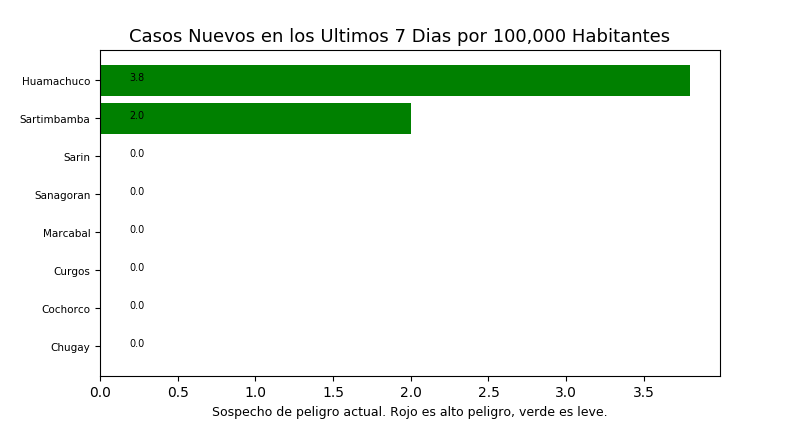 Casos Nuevos en los Ultimos 7 Dias por 100,000 Habitantes
Huamachuco 3.8
Sartimbamba 2.0
Sarin 0.0
Sanagoran 0.0
Marcabal 0.0
Curgos 0.0
Cochorco 0.0
Chugay 0.0
0.0 0.5 1.0 1.5 2.0 2.5 3.0 3.5
Sospecho de peligro actual. Rojo es alto peligro, verde es leve.